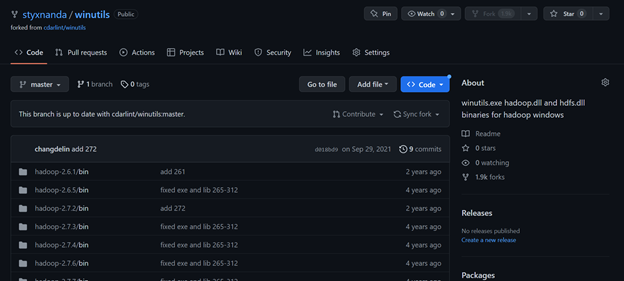 styxnanda / winutils Public
Pin Watch 0 Fork 1.9k Star 0
forked from cdarlint/winutils
Code Pull requests Actions Projects Wiki Security Insights Settings
master 1 branch 0 tags Go to file Add file Code
About
This branch is up to date with cdarlint/winutils:master. Contribute Sync fork
winutils.exe hadoop.dll and hdfs.dll
binaries for hadoop windows
Readme
0 stars
0 watching
1.9k forks
changdelin add 272 on Sep 29, 2021 9 commits
hadoop-2.6.1/bin add 261 2 years ago
hadoop-2.6.5/bin fixed exe and lib 265-312 4 years ago
hadoop-2.7.2/bin add 272 2 years ago
hadoop-2.7.3/bin fixed exe and lib 265-312 4 years ago
hadoop-2.7.4/bin fixed exe and lib 265-312 4 years ago
hadoop-2.7.6/bin fixed exe and lib 265-312 4 years ago
Releases
No releases published
Create a new release
Packages